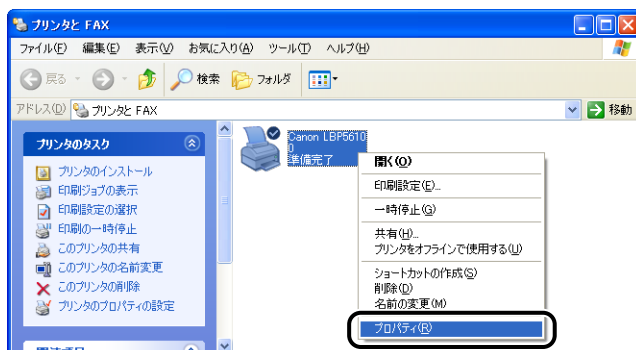 プリンタと FAX
ファイル(F) 編集(E) 表示(V) お気に入り(A) ツール(T) ヘルプ(H)
戻る 検索 フォルダ
アドレス(D) プリンタと FAX 移動
プリンタのタスク
プリンタのインストール
印刷ジョブの表示
印刷設定の選択
印刷の一時停止
このプリンタの共有
このプリンタの名前変更
このプリンタの削除
プリンタのプロパティの設定
Canon LBP5610
0
準備完了
開く(O)
印刷設定(E)...
一時停止(G)
共有(H)...
プリンタをオフラインで使用する(U)
ショートカットの作成(S)
削除(D)
名前の変更(M)
プロパティ(R)